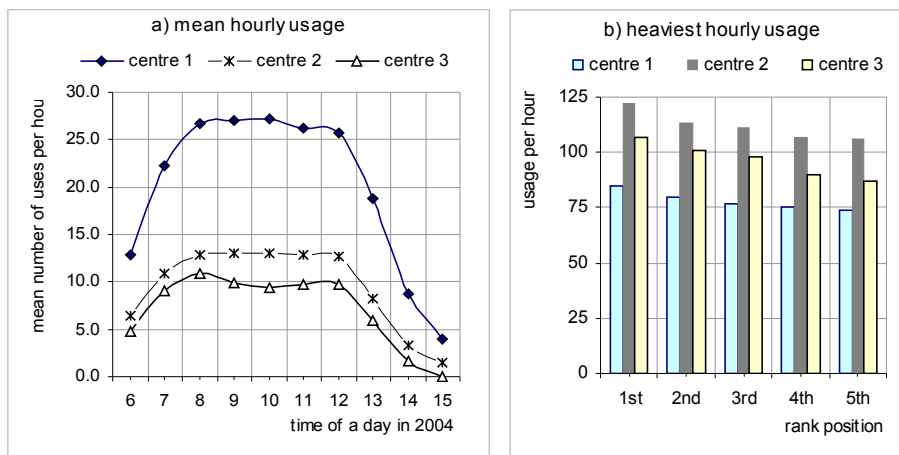 a) mean hourly usage
centre 1 centre 2 centre 3
mean number of uses per hou
30.0
25.0
20.0
15.0
10.0
5.0
0.0
6 7 8 9 10 11 12 13 14 15
time of a day in 2004
b) heaviest hourly usage
centre 1 centre 2 centre 3
usage per hour
125
100
75
50
25
0
1st 2nd 3rd 4th 5th
rank position